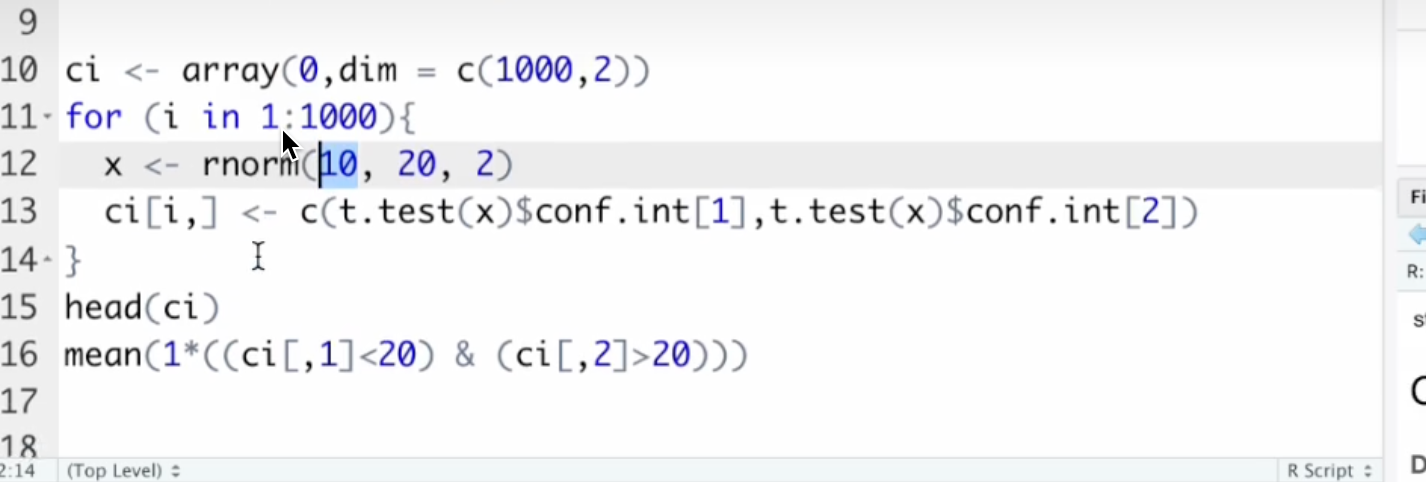 9
10 ci <- array(0,dim = c(1000,2))
11 for (i in 1:1000){
12 x <- rnorm(10, 20, 2)
13 ci[i,] <- c(t.test(x)$conf.int[1],t.test(x)$conf.int[2])
14 }
15 head(ci)
16 mean(1*((ci[,1]<20) & (ci[,2]>20)))
17
18
2:14 (Top Level) R Script
Fi
R: